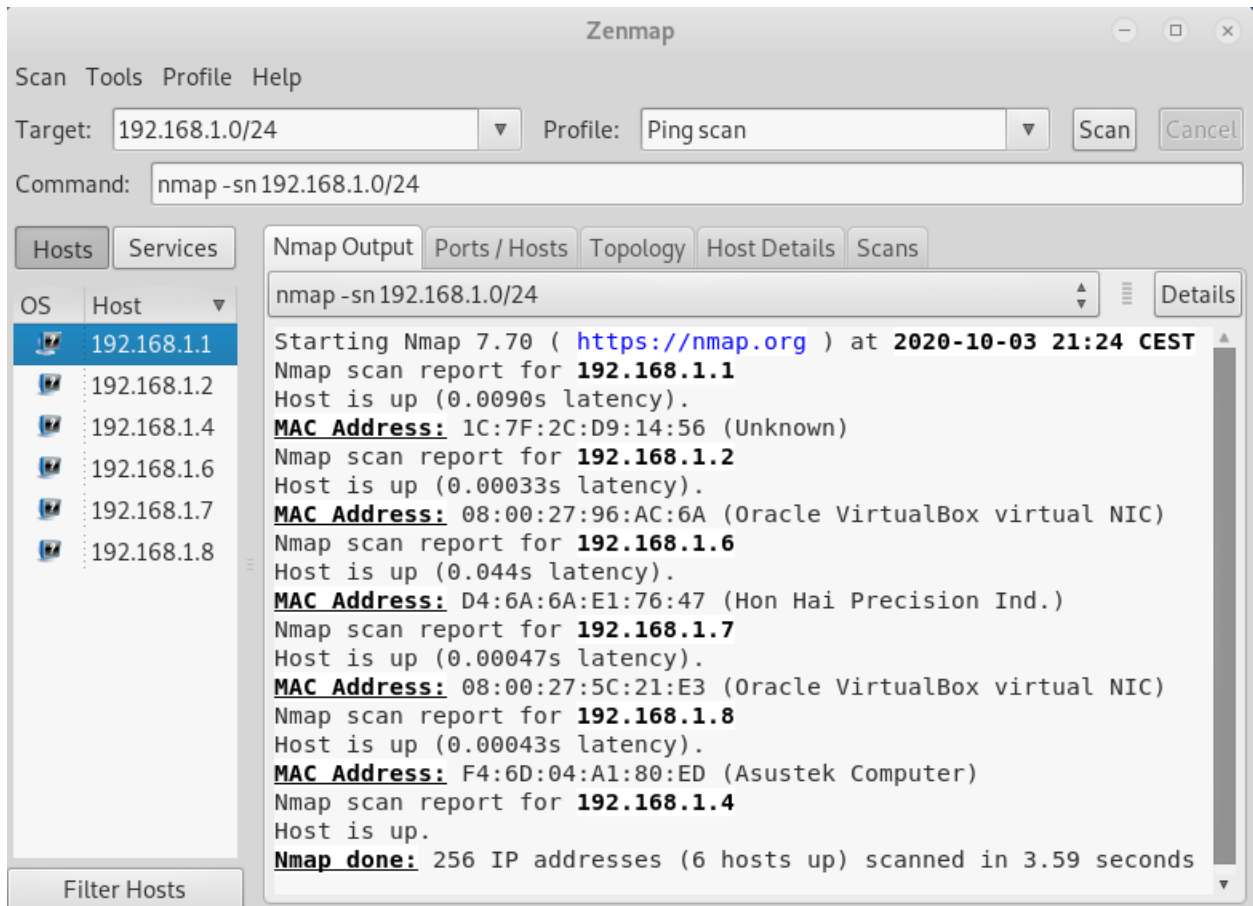 Zenmap
Scan Tools Profile Help
Target: 192.168.1.0/24 Profile: Ping scan Scan Cancel
Command: nmap -sn 192.168.1.0/24
Hosts Services
OS Host
192.168.1.1
192.168.1.2
192.168.1.4
192.168.1.6
192.168.1.7
192.168.1.8
Filter Hosts
Nmap Output Ports / Hosts Topology Host Details Scans
nmap -sn 192.168.1.0/24 Details
Starting Nmap 7.70 ( https://nmap.org ) at 2020-10-03 21:24 CEST
Nmap scan report for 192.168.1.1
Host is up (0.0090s latency).
MAC Address: 1C:7F:2C:D9:14:56 (Unknown)
Nmap scan report for 192.168.1.2
Host is up (0.00033s latency).
MAC Address: 08:00:27:96:AC:6A (Oracle VirtualBox virtual NIC)
Nmap scan report for 192.168.1.6
Host is up (0.044s latency).
MAC Address: D4:6A:6A:E1:76:47 (Hon Hai Precision Ind.)
Nmap scan report for 192.168.1.7
Host is up (0.00047s latency).
MAC Address: 08:00:27:5C:21:E3 (Oracle VirtualBox virtual NIC)
Nmap scan report for 192.168.1.8
Host is up (0.00043s latency).
MAC Address: F4:6D:04:A1:80:ED (Asustek Computer)
Nmap scan report for 192.168.1.4
Host is up.
Nmap done: 256 IP addresses (6 hosts up) scanned in 3.59 seconds